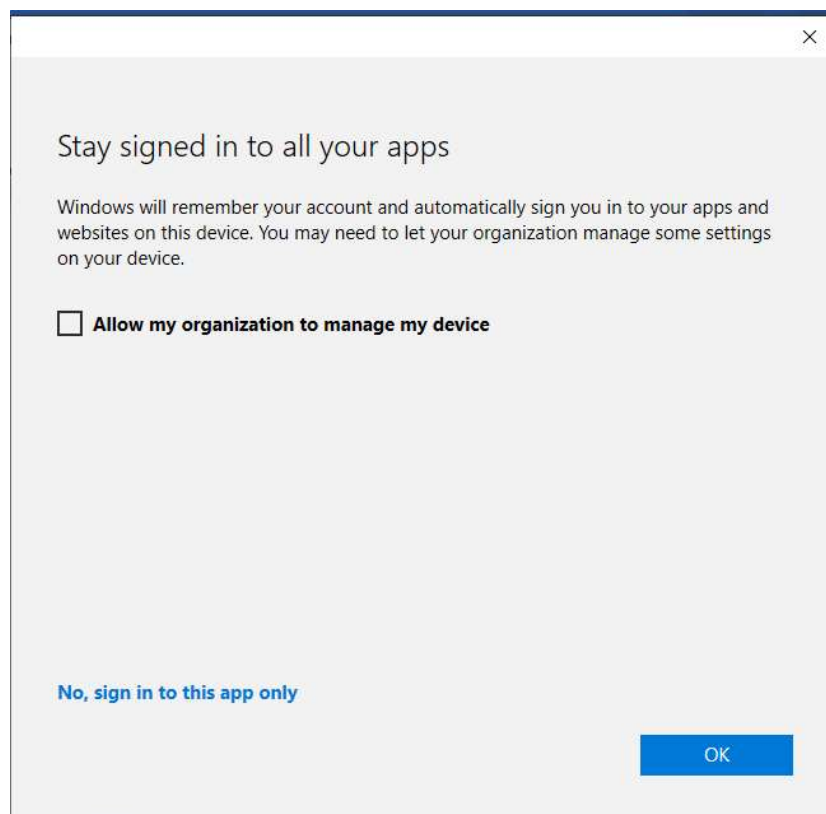 Stay signed in to all your apps
Windows will remember your account and automatically sign you in to your apps and
websites on this device. You may need to let your organization manage some settings
on your device.
Allow my organization to manage my device
No, sign in to this app only
OK